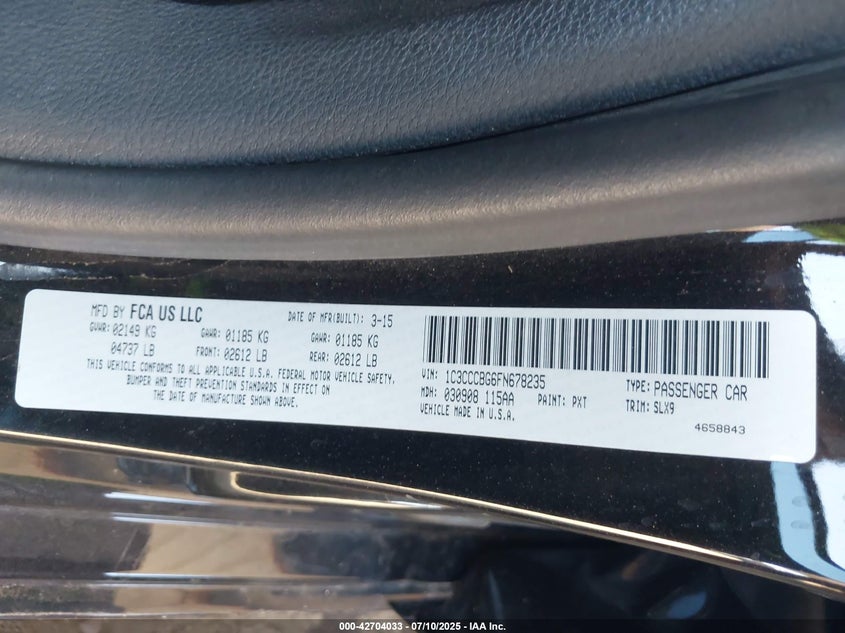 MFD BY FCA US LLC DATE OF MFR(BUILT): 3-15
GVWR: 02149 KG GAWR: 01185 KG GAWR: 01185 KG
04737 LB FRONT: 02612 LB REAR: 02612 LB
THIS VEHICLE CONFORMS TO ALL APPLICABLE U.S.A. FEDERAL MOTOR VEHICLE SAFETY,
BUMPER AND THEFT PREVENTION STANDARDS IN EFFECT ON
THE DATE OF MANUFACTURE SHOWN ABOVE.
VIN: 1C3CCCBG6FN678235 TYPE: PASSENGER CAR
MDH: 030908 115AA PAINT: PXT TRIM: SLX9
VEHICLE MADE IN U.S.A.
4658843
000-42704033 - 07/10/2025 - IAA Inc.